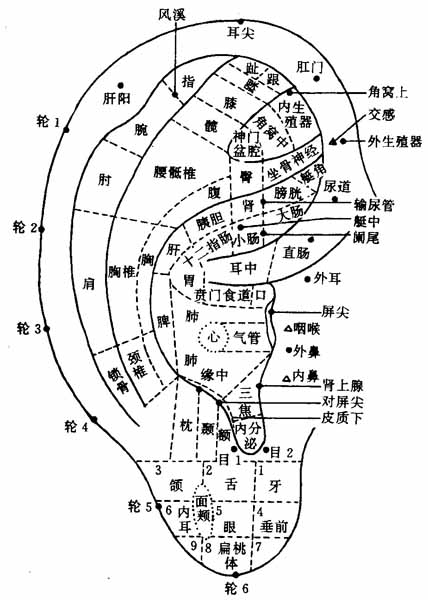 风溪
耳尖
趾
跟
踝
肛门
肝阳
指
膝
内生
殖器
角窝上
交感
轮1
腕
髋
角窝中
外生殖器
神门
盆腔
坐骨神经
肘
腰骶椎
臀
艇角
腹
肾
膀胱
尿道
输尿管
胰胆
大肠
艇中
阑尾
轮2
十二指肠
小肠
直肠
肝
胸
胸椎
肩
耳中
胃
外耳
贲门
食道
口
屏尖
脾
肺
咽喉
轮3
心
气管
外鼻
颈椎
锁骨
肺
内鼻
缘中
三焦
肾上腺
对屏尖
皮质下
轮4
枕
颞
额
内分
泌
目1
目2
3
2
1
颌
舌
牙
轮5
6
面
颊
5
4
内
耳
眼
垂前
9
8
7
扁桃
体
轮6